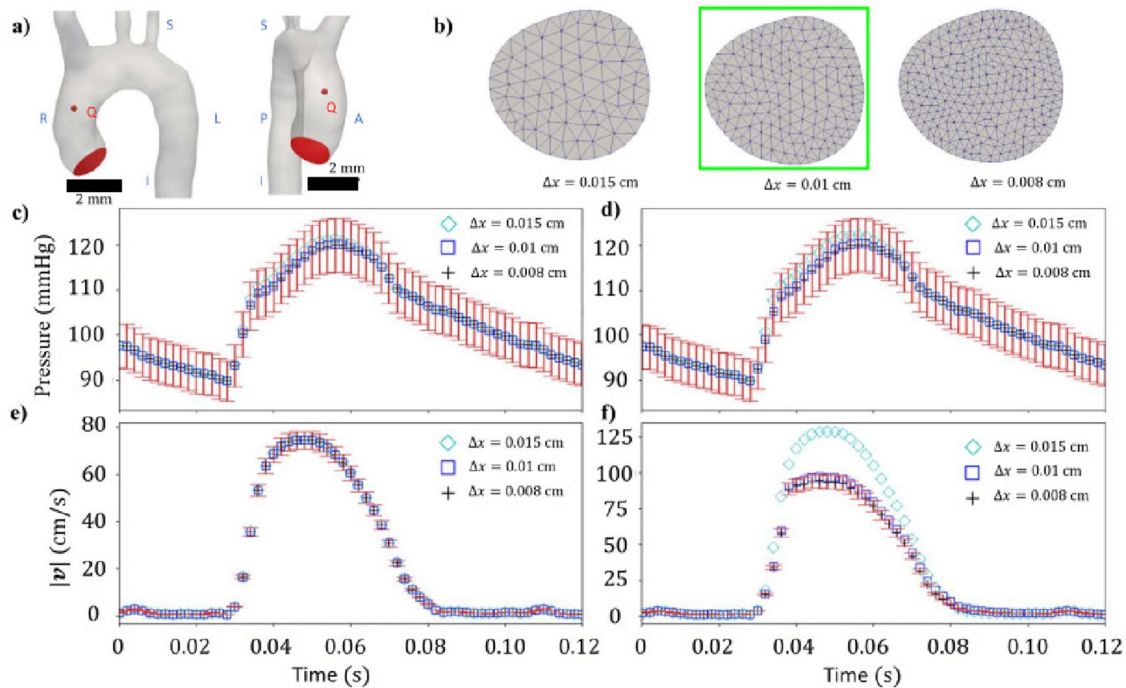 a)
S
S
b)
Q
Q
R
L
P
A
I
I
2 mm
2 mm
Δx = 0.015 cm
Δx = 0.01 cm
Δx = 0.008 cm
c)
Pressure (mmHg)
120
110
100
90
Δx = 0.015 cm
Δx = 0.01 cm
Δx = 0.008 cm
d)
120
110
100
90
Δx = 0.015 cm
Δx = 0.01 cm
Δx = 0.008 cm
e)
|v| (cm/s)
80
60
40
20
0
Δx = 0.015 cm
Δx = 0.01 cm
Δx = 0.008 cm
0 0.02 0.04 0.06 0.08 0.10 0.12
Time (s)
f)
125
100
75
50
25
0
Δx = 0.015 cm
Δx = 0.01 cm
Δx = 0.008 cm
0 0.02 0.04 0.06 0.08 0.10 0.12
Time (s)